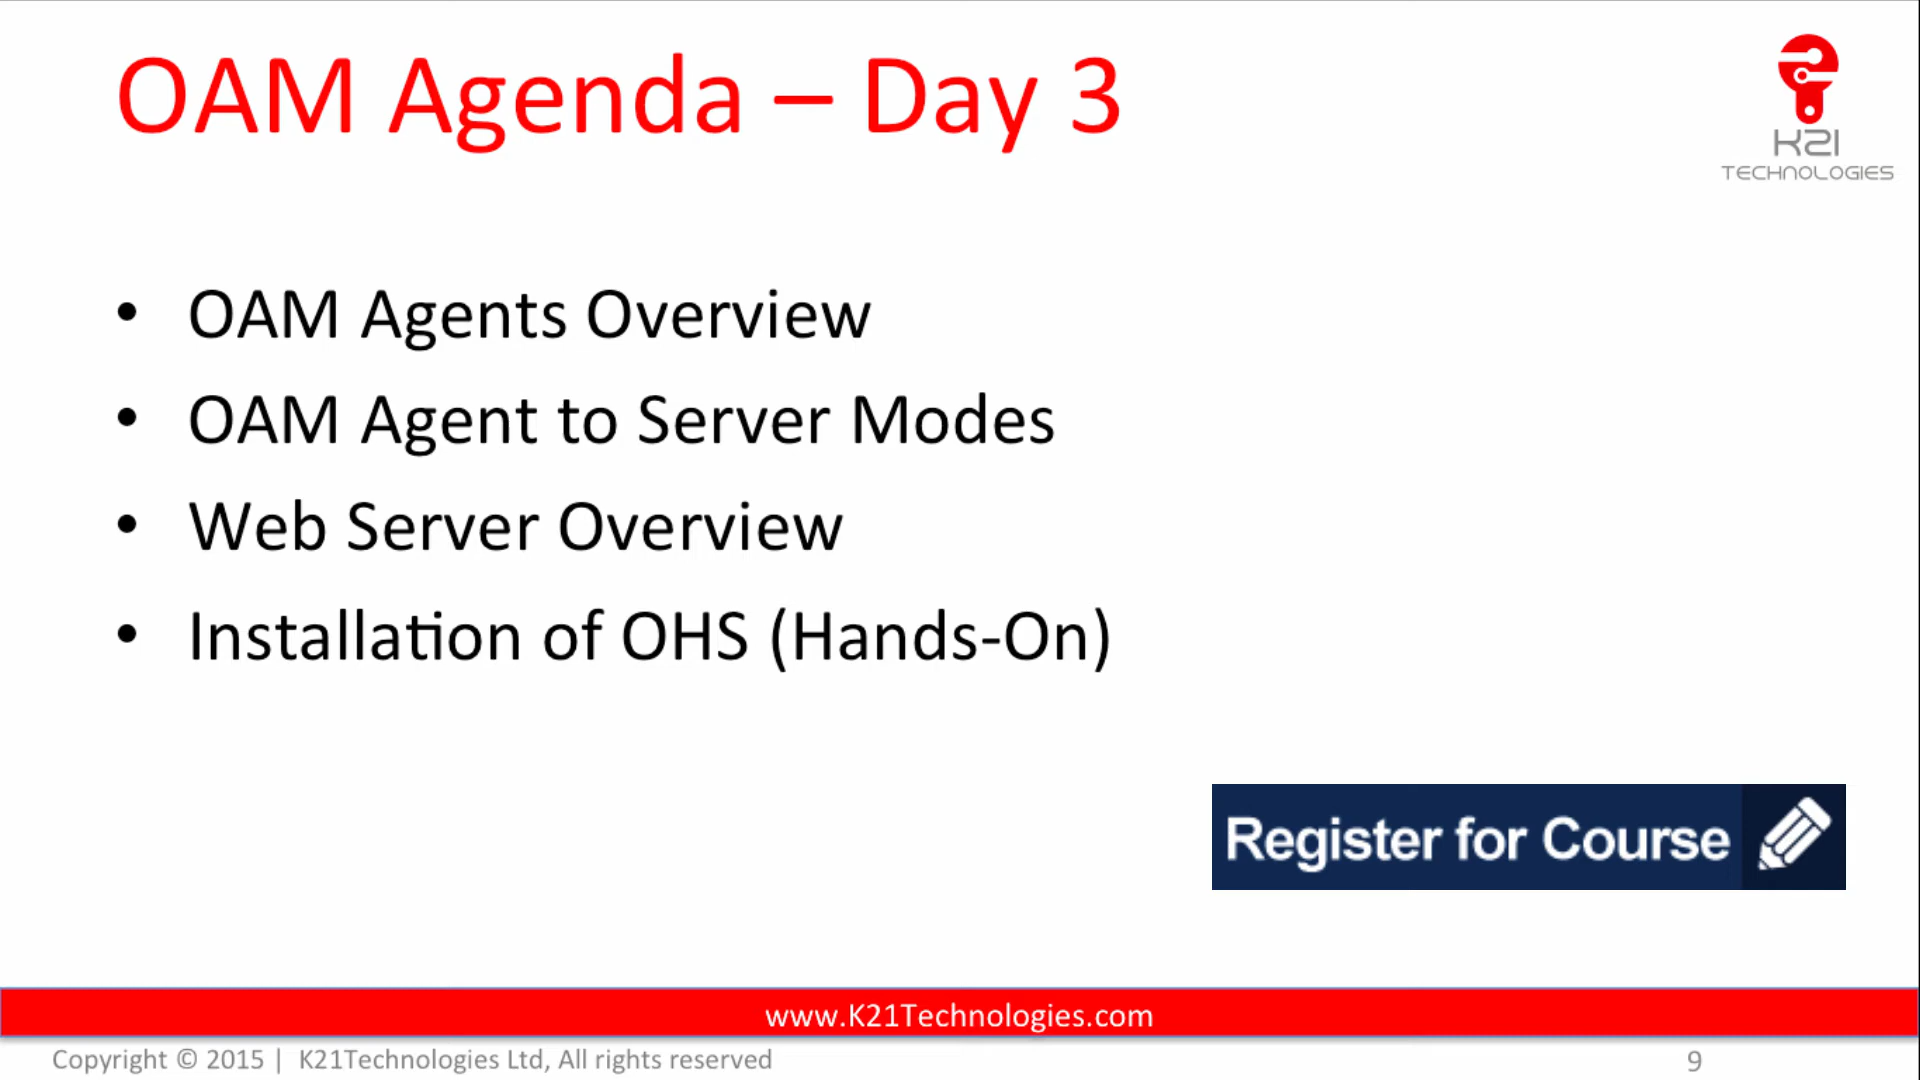 OAM Agenda – Day 3
K21
TECHNOLOGIES
• OAM Agents Overview
• OAM Agent to Server Modes
• Web Server Overview
• Installation of OHS (Hands-On)
Register for Course
www.K21Technologies.com
Copyright © 2015 | K21Technologies Ltd, All rights reserved
9